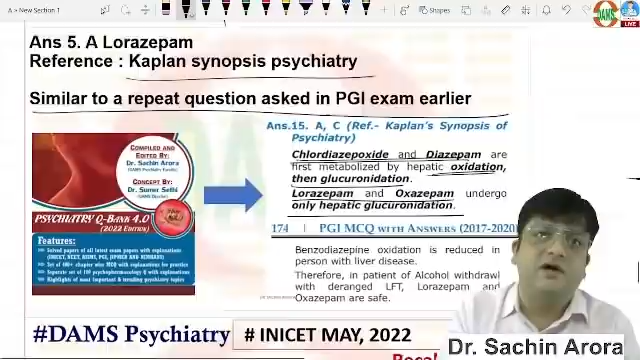 A → New Section 1
Shapes
DAMS
LIVE
Ans 5. A Lorazepam
Reference : Kaplan synopsis psychiatry
Similar to a repeat question asked in PGI exam earlier
COMPILED and
EDITED BY:
Dr. Sachin Arora
CONCEPT BY:
Dr. Sumer Sethi
PSYCHIATRY Q-BANK 4.0
(2022 EDITION)
Features:
Ans.15. A, C (Ref.- Kaplan's Synopsis of
Psychiatry)
Chlordiazepoxide and Diazepam are
first metabolized by hepatic oxidation,
then glucuronidation.
Lorazepam and Oxazepam undergo
only hepatic glucuronidation.
174 | PGI MCQ WITH ANSWERS (2017-2020)
Benzodiazepine oxidation is reduced in
person with liver disease.
Therefore, in patient of Alcohol withdrawl
with deranged LFT, Lorazepam and
Oxazepam are safe.
#DAMS Psychiatry
# INICET MAY, 2022
Dr. Sachin Arora